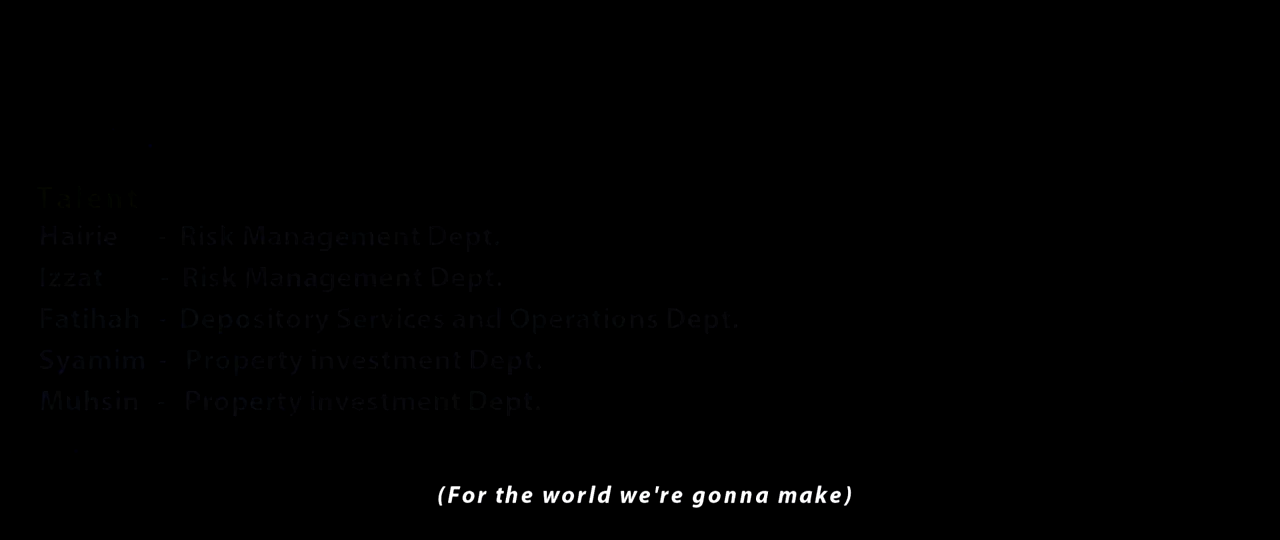 Talent
Hairie - Risk Management Dept.
Izzat - Risk Management Dept.
Fatihah - Depository Services and Operations Dept.
Syamim - Property investment Dept.
Muhsin - Property investment Dept.
(For the world we're gonna make)